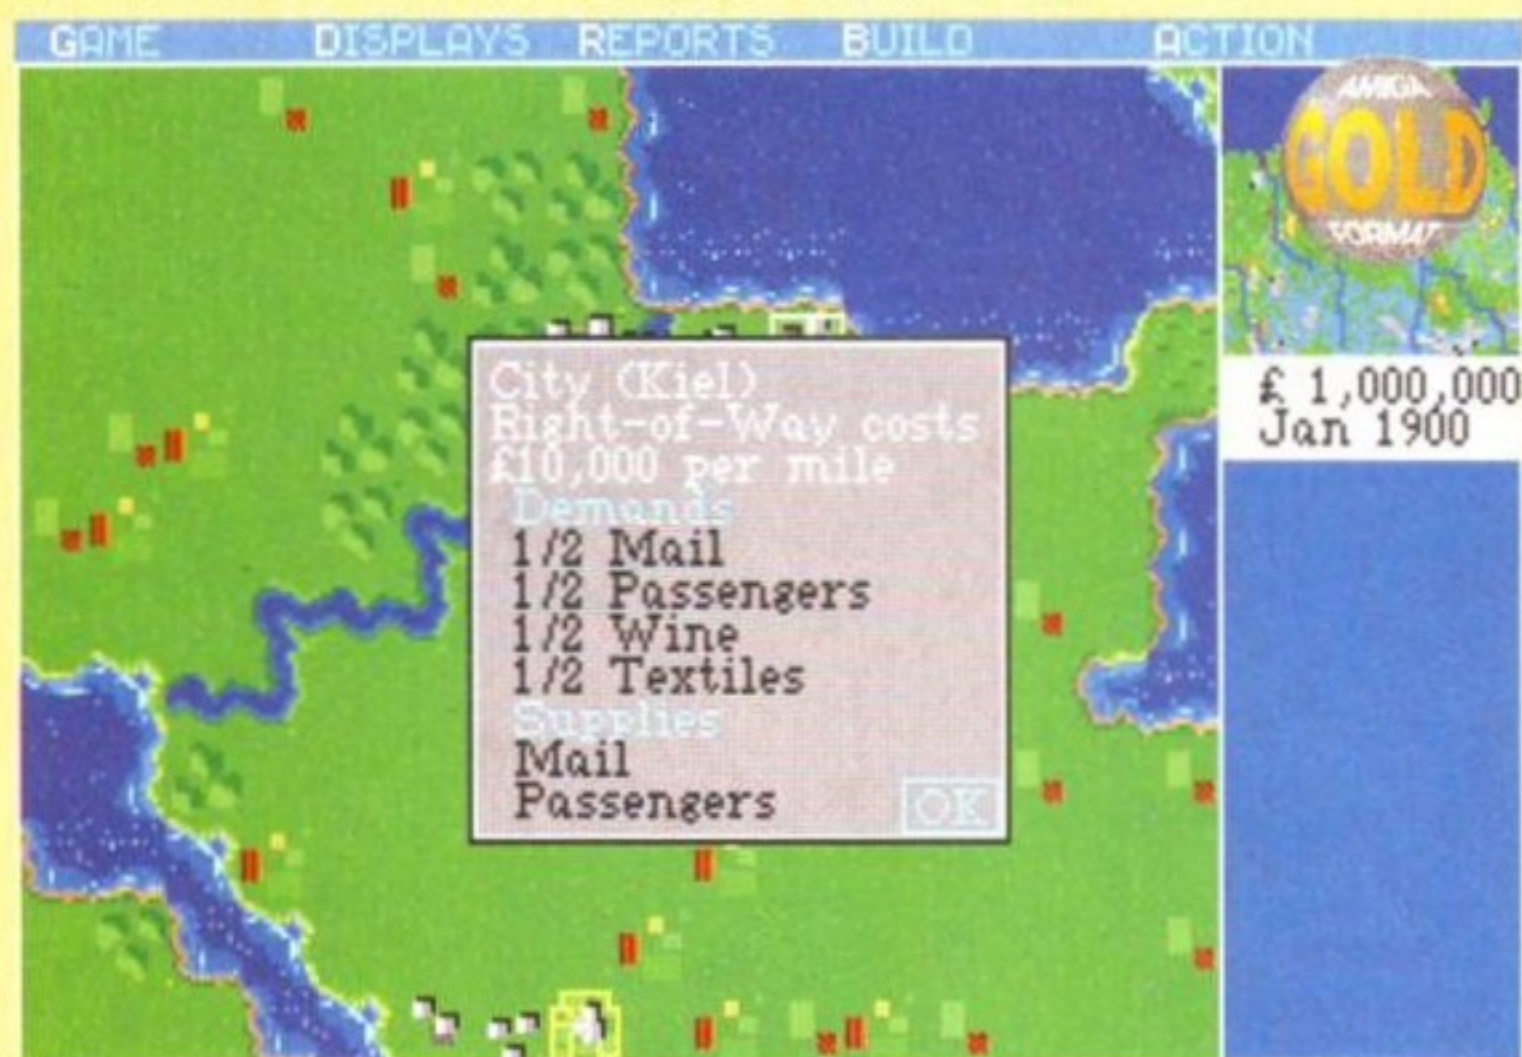 GAME DISPLAYS REPORTS BUILD ACTION
AMIGA
GOLD
FORMAT
£ 1,000,000
Jan 1900
City (Kiel)
Right-of-Way costs
£10,000 per mile
Demands
1/2 Mail
1/2 Passengers
1/2 Wine
1/2 Textiles
Supplies
Mail
Passengers
OK